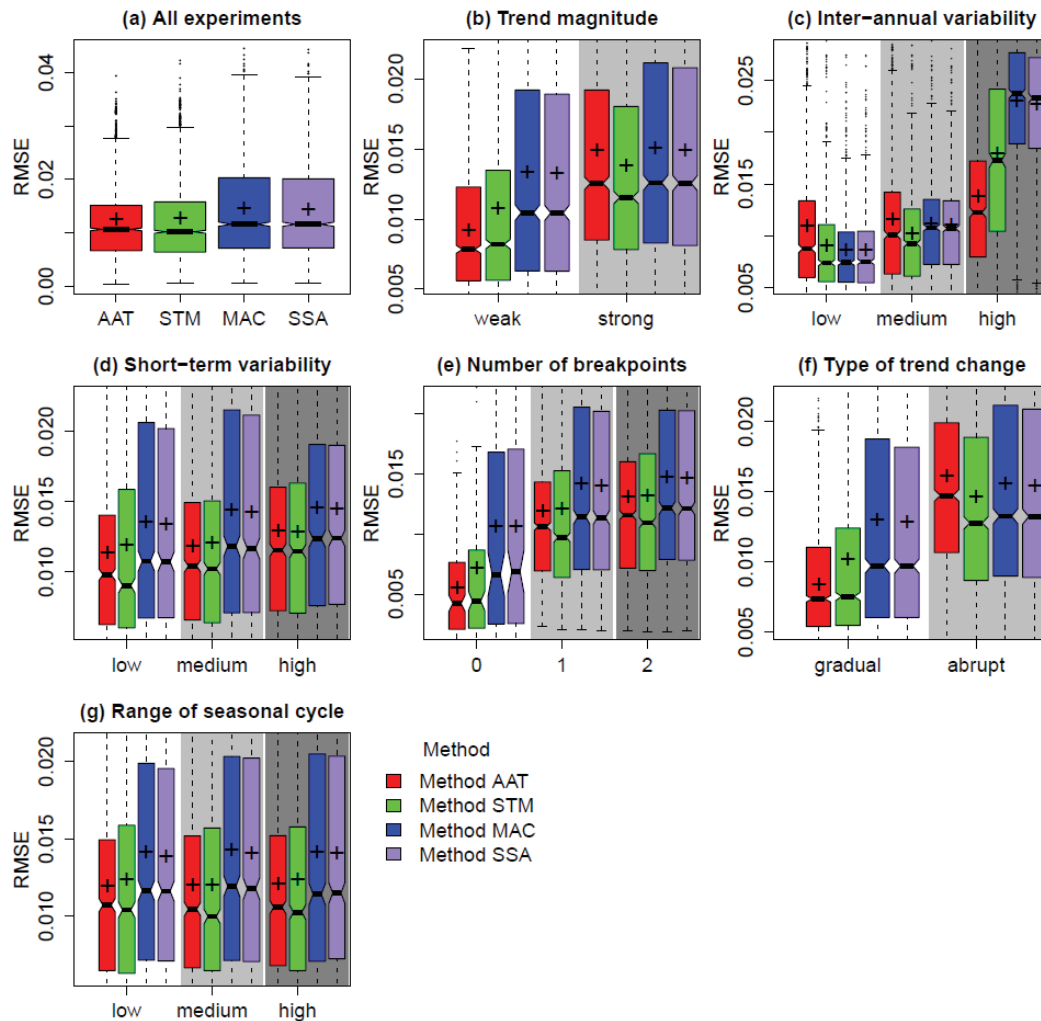 (a) All experiments
RMSE
0.00
0.02
0.04
AAT STM MAC SSA
(b) Trend magnitude
RMSE
0.005
0.010
0.015
0.020
weak strong
(c) Inter−annual variability
RMSE
0.005
0.015
0.025
low medium high
(d) Short−term variability
RMSE
0.010
0.015
0.020
low medium high
(e) Number of breakpoints
RMSE
0.005
0.015
0 1 2
(f) Type of trend change
RMSE
0.005
0.010
0.015
0.020
gradual abrupt
(g) Range of seasonal cycle
RMSE
0.010
0.015
0.020
low medium high
Method
Method AAT
Method STM
Method MAC
Method SSA